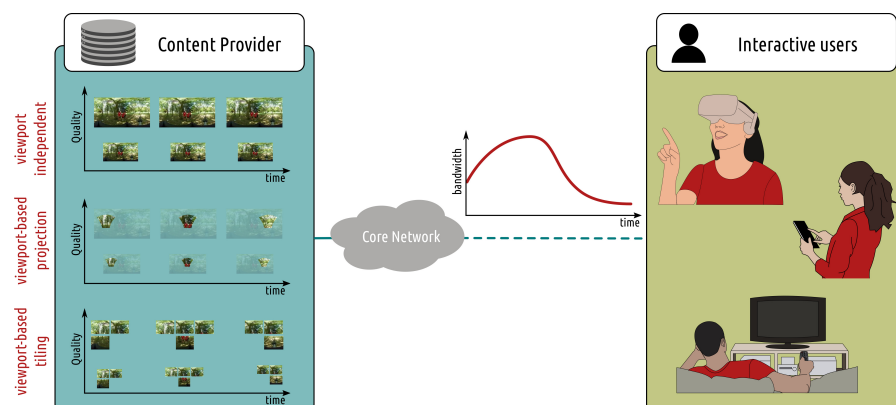 Content Provider
Interactive users
viewport
independent
Quality
time
viewport-based
projection
Quality
time
viewport-based
tiling
Quality
time
Core Network
bandwidth
time